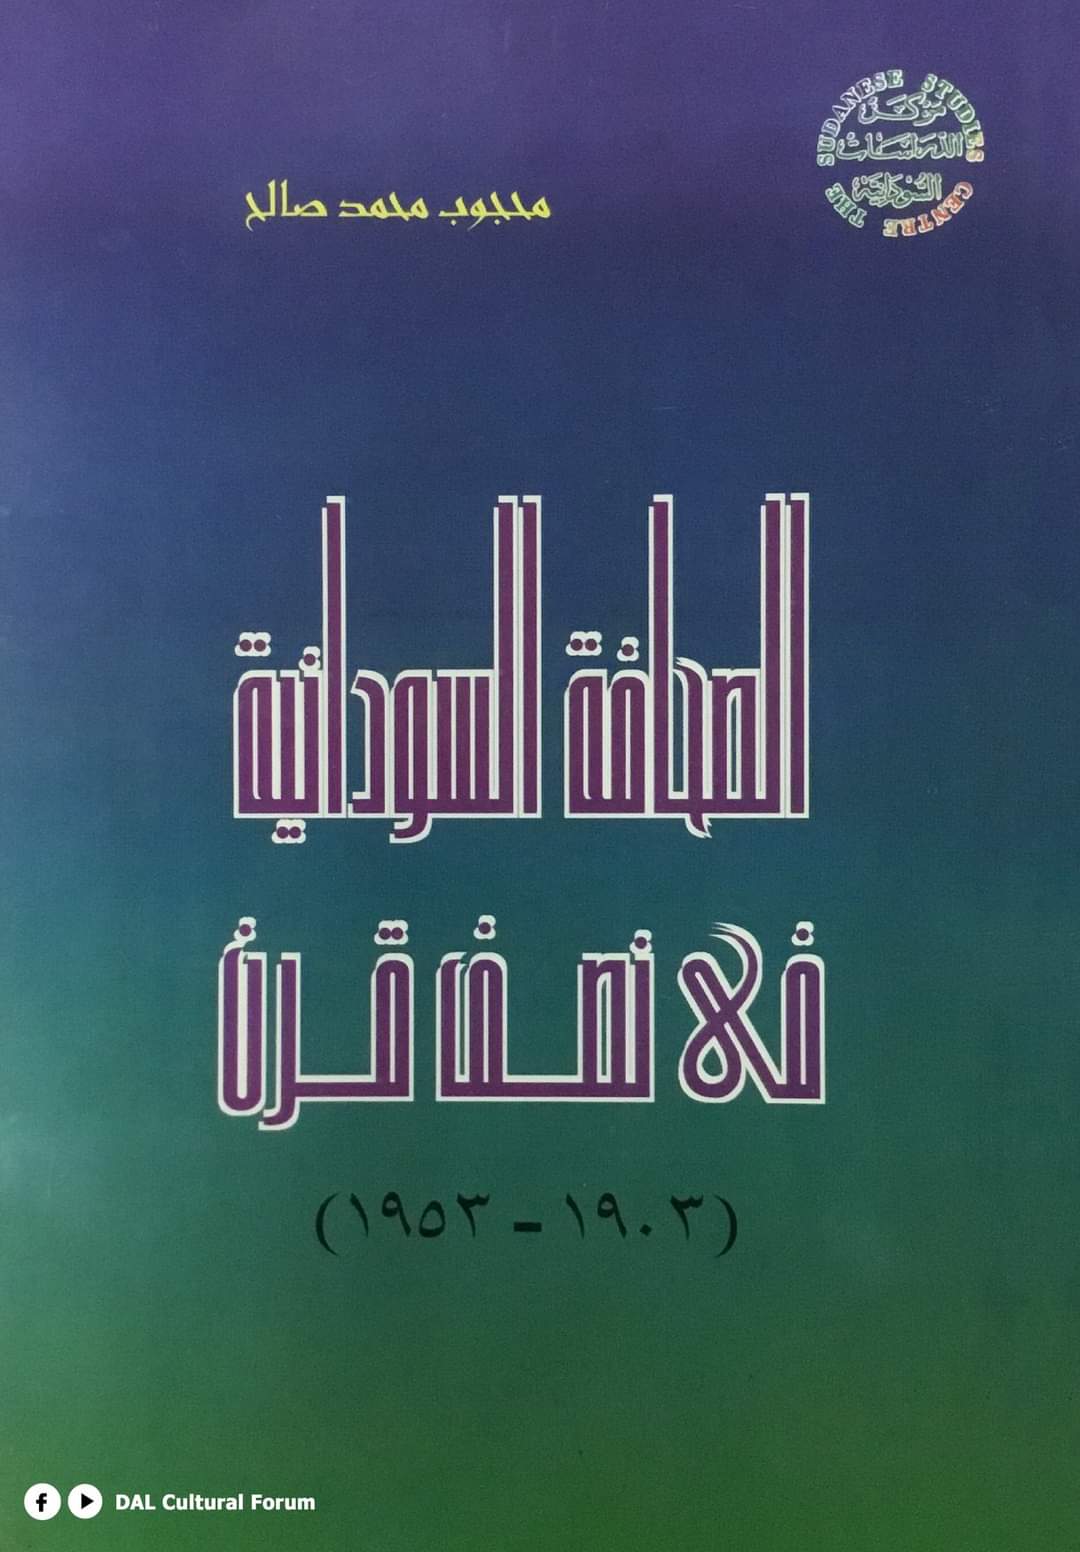 THE SUDANESE STUDIES CENTRE
مركز
الدراسات
السودانية
محجوب محمد صالح
الصحافة السودانية
في نصف قرن
(١٩٠٣ - ١٩٥٣)
DAL Cultural Forum